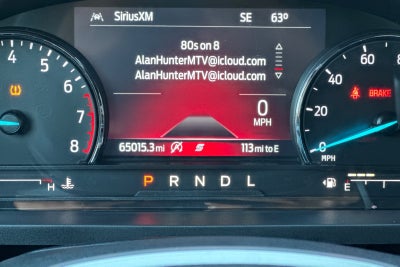 SiriusXM SE 63°
80s on 8
AlanHunterMTV@icloud.com
AlanHunterMTV@icloud.com
0
MPH
65015.3 mi 113 mi to E
P R N D L
H
E
4
5
6
7
8
0
20
40
60
80
MPH
BRAKE